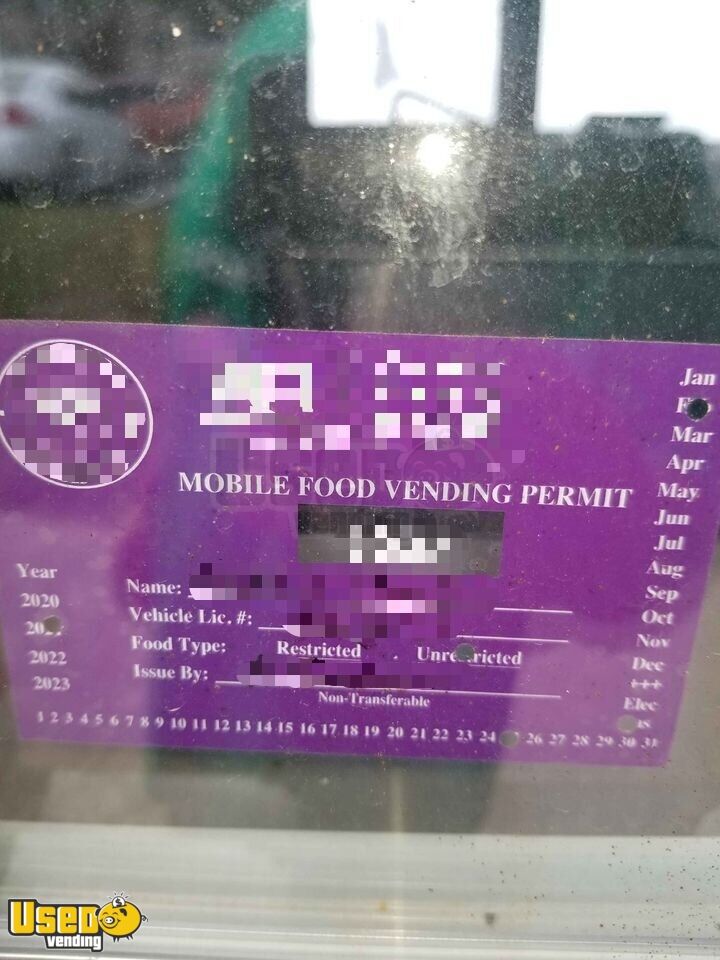 MOBILE FOOD VENDING PERMIT
Year
2020
2022
2023
Name:
Vehicle Lic. #:
Food Type: Restricted Unrestricted
Issue By:
Non-Transferable
1 2 3 4 5 6 7 8 9 10 11 12 13 14 15 16 17 18 19 20 21 22 23 24 26 27 28 29 30 31
Jan
Mar
Apr
May
Jun
Jul
Aug
Sep
Oct
Nov
Dec
+++
Elec
USED
vending